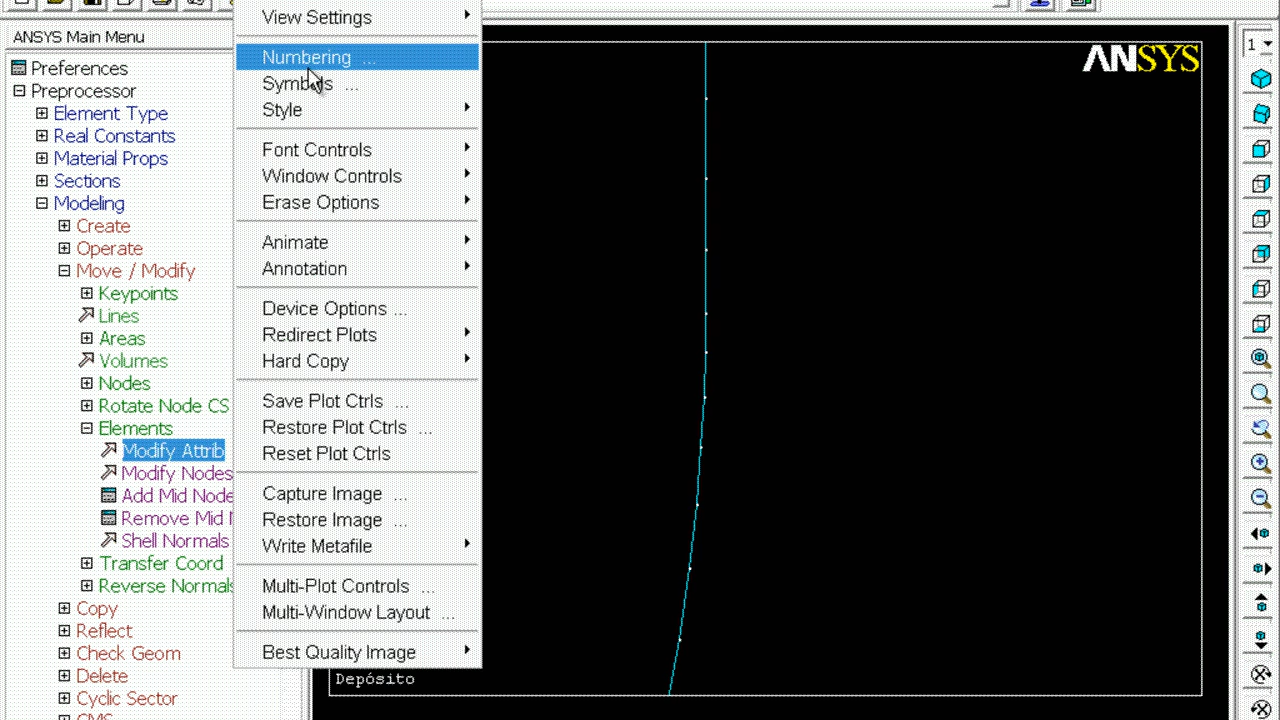 ANSYS Main Menu
Preferences
Preprocessor
Element Type
Real Constants
Material Props
Sections
Modeling
Create
Operate
Move / Modify
Keypoints
Lines
Areas
Volumes
Nodes
Rotate Node CS
Elements
Modify Attrib
Modify Nodes
Add Mid Node
Remove Mid
Shell Normals
Transfer Coord
Reverse Normals
Copy
Reflect
Check Geom
Delete
Cyclic Sector
CMS
View Settings
Numbering ...
Symbols ...
Style
Font Controls
Window Controls
Erase Options
Animate
Annotation
Device Options ...
Redirect Plots
Hard Copy
Save Plot Ctrls ...
Restore Plot Ctrls ...
Reset Plot Ctrls
Capture Image ...
Restore Image ...
Write Metafile
Multi-Plot Controls ...
Multi-Window Layout ...
Best Quality Image
ANSYS
Depósito
1